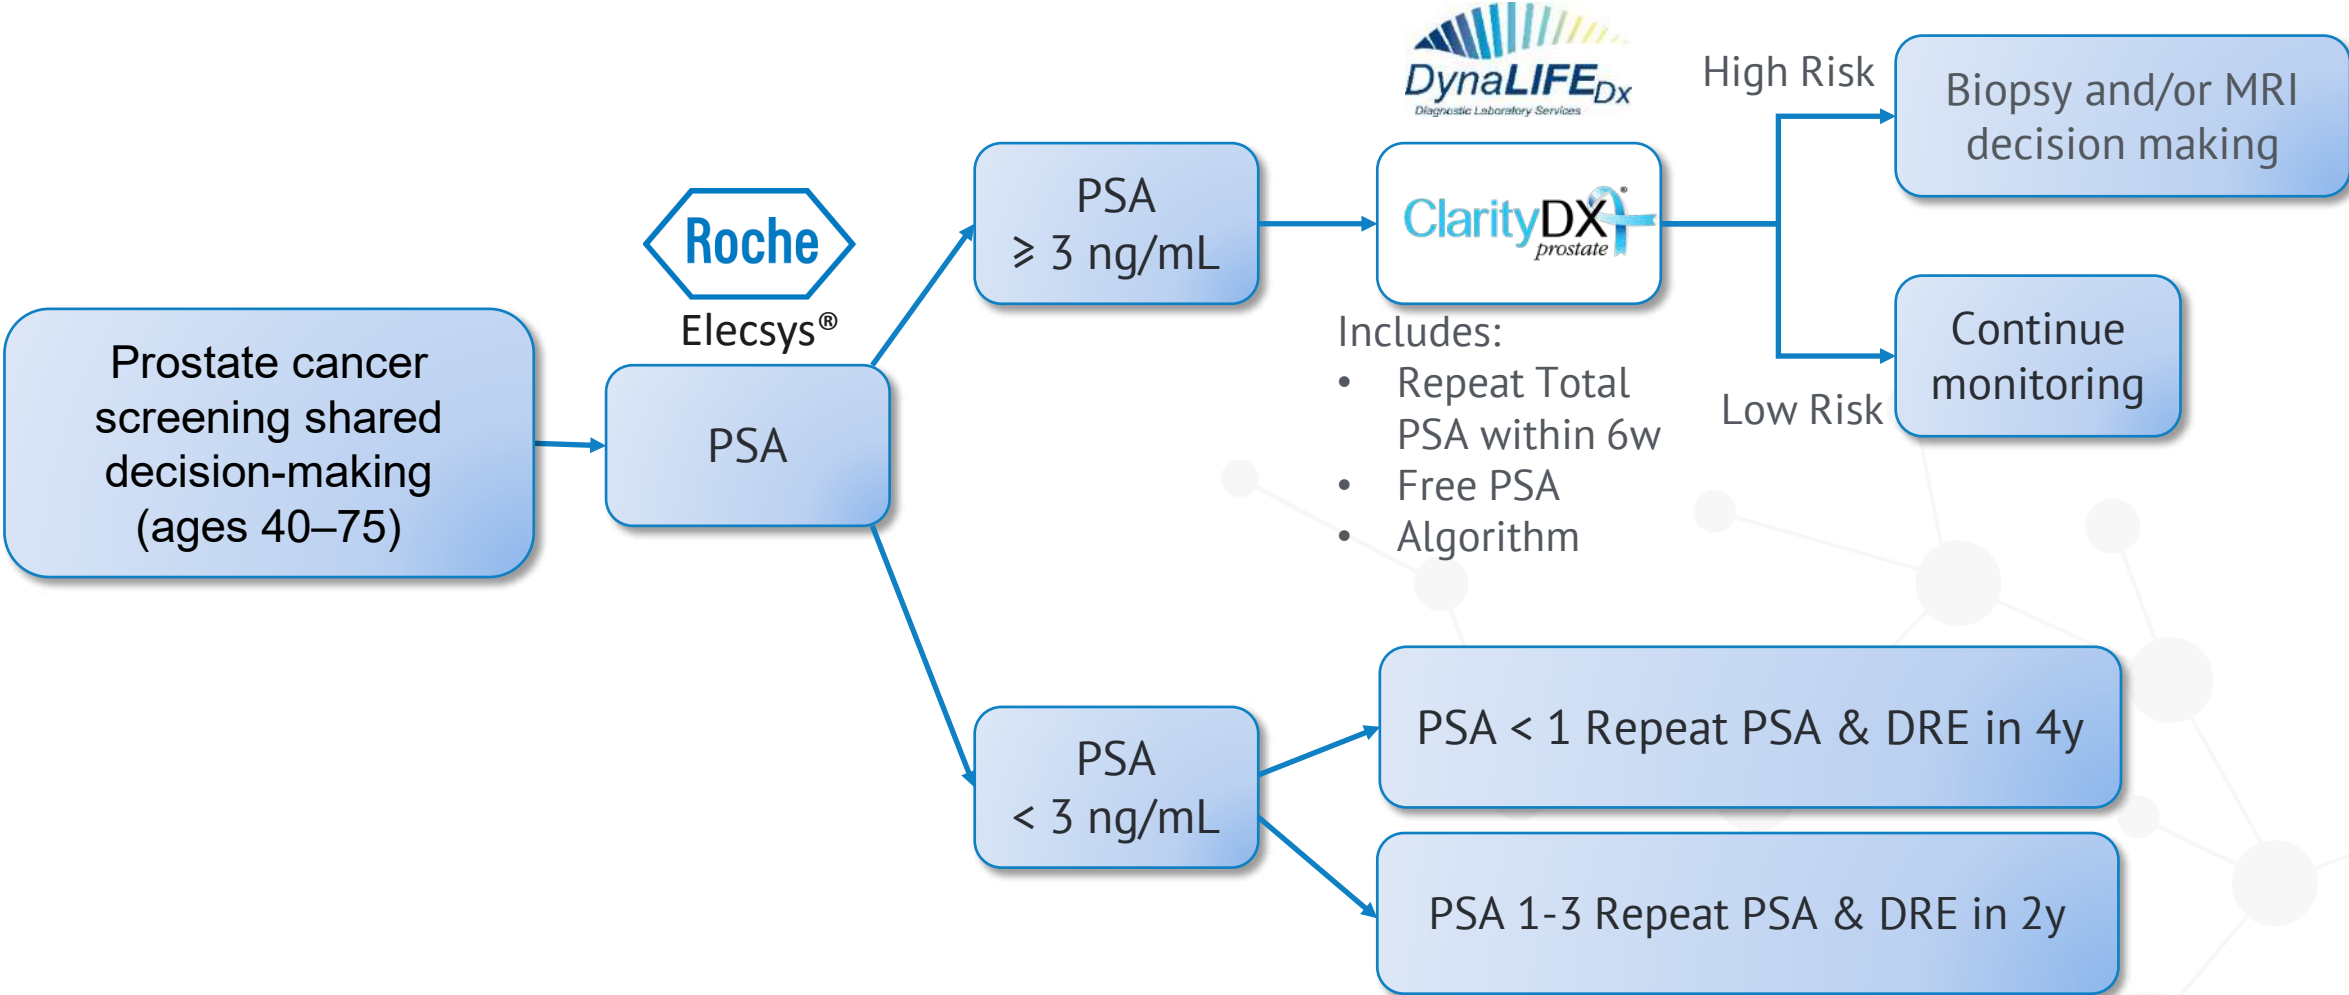 Prostate cancer
screening shared
decision-making
(ages 40–75)
Roche
Elecsys®
PSA
PSA
⩾ 3 ng/mL
DynaLIFEDx
Diagnostic Laboratory Services
ClarityDX®
prostate
Includes:
• Repeat Total
PSA within 6w
• Free PSA
• Algorithm
High Risk
Biopsy and/or MRI
decision making
Low Risk
Continue
monitoring
PSA
< 3 ng/mL
PSA < 1 Repeat PSA & DRE in 4y
PSA 1-3 Repeat PSA & DRE in 2y